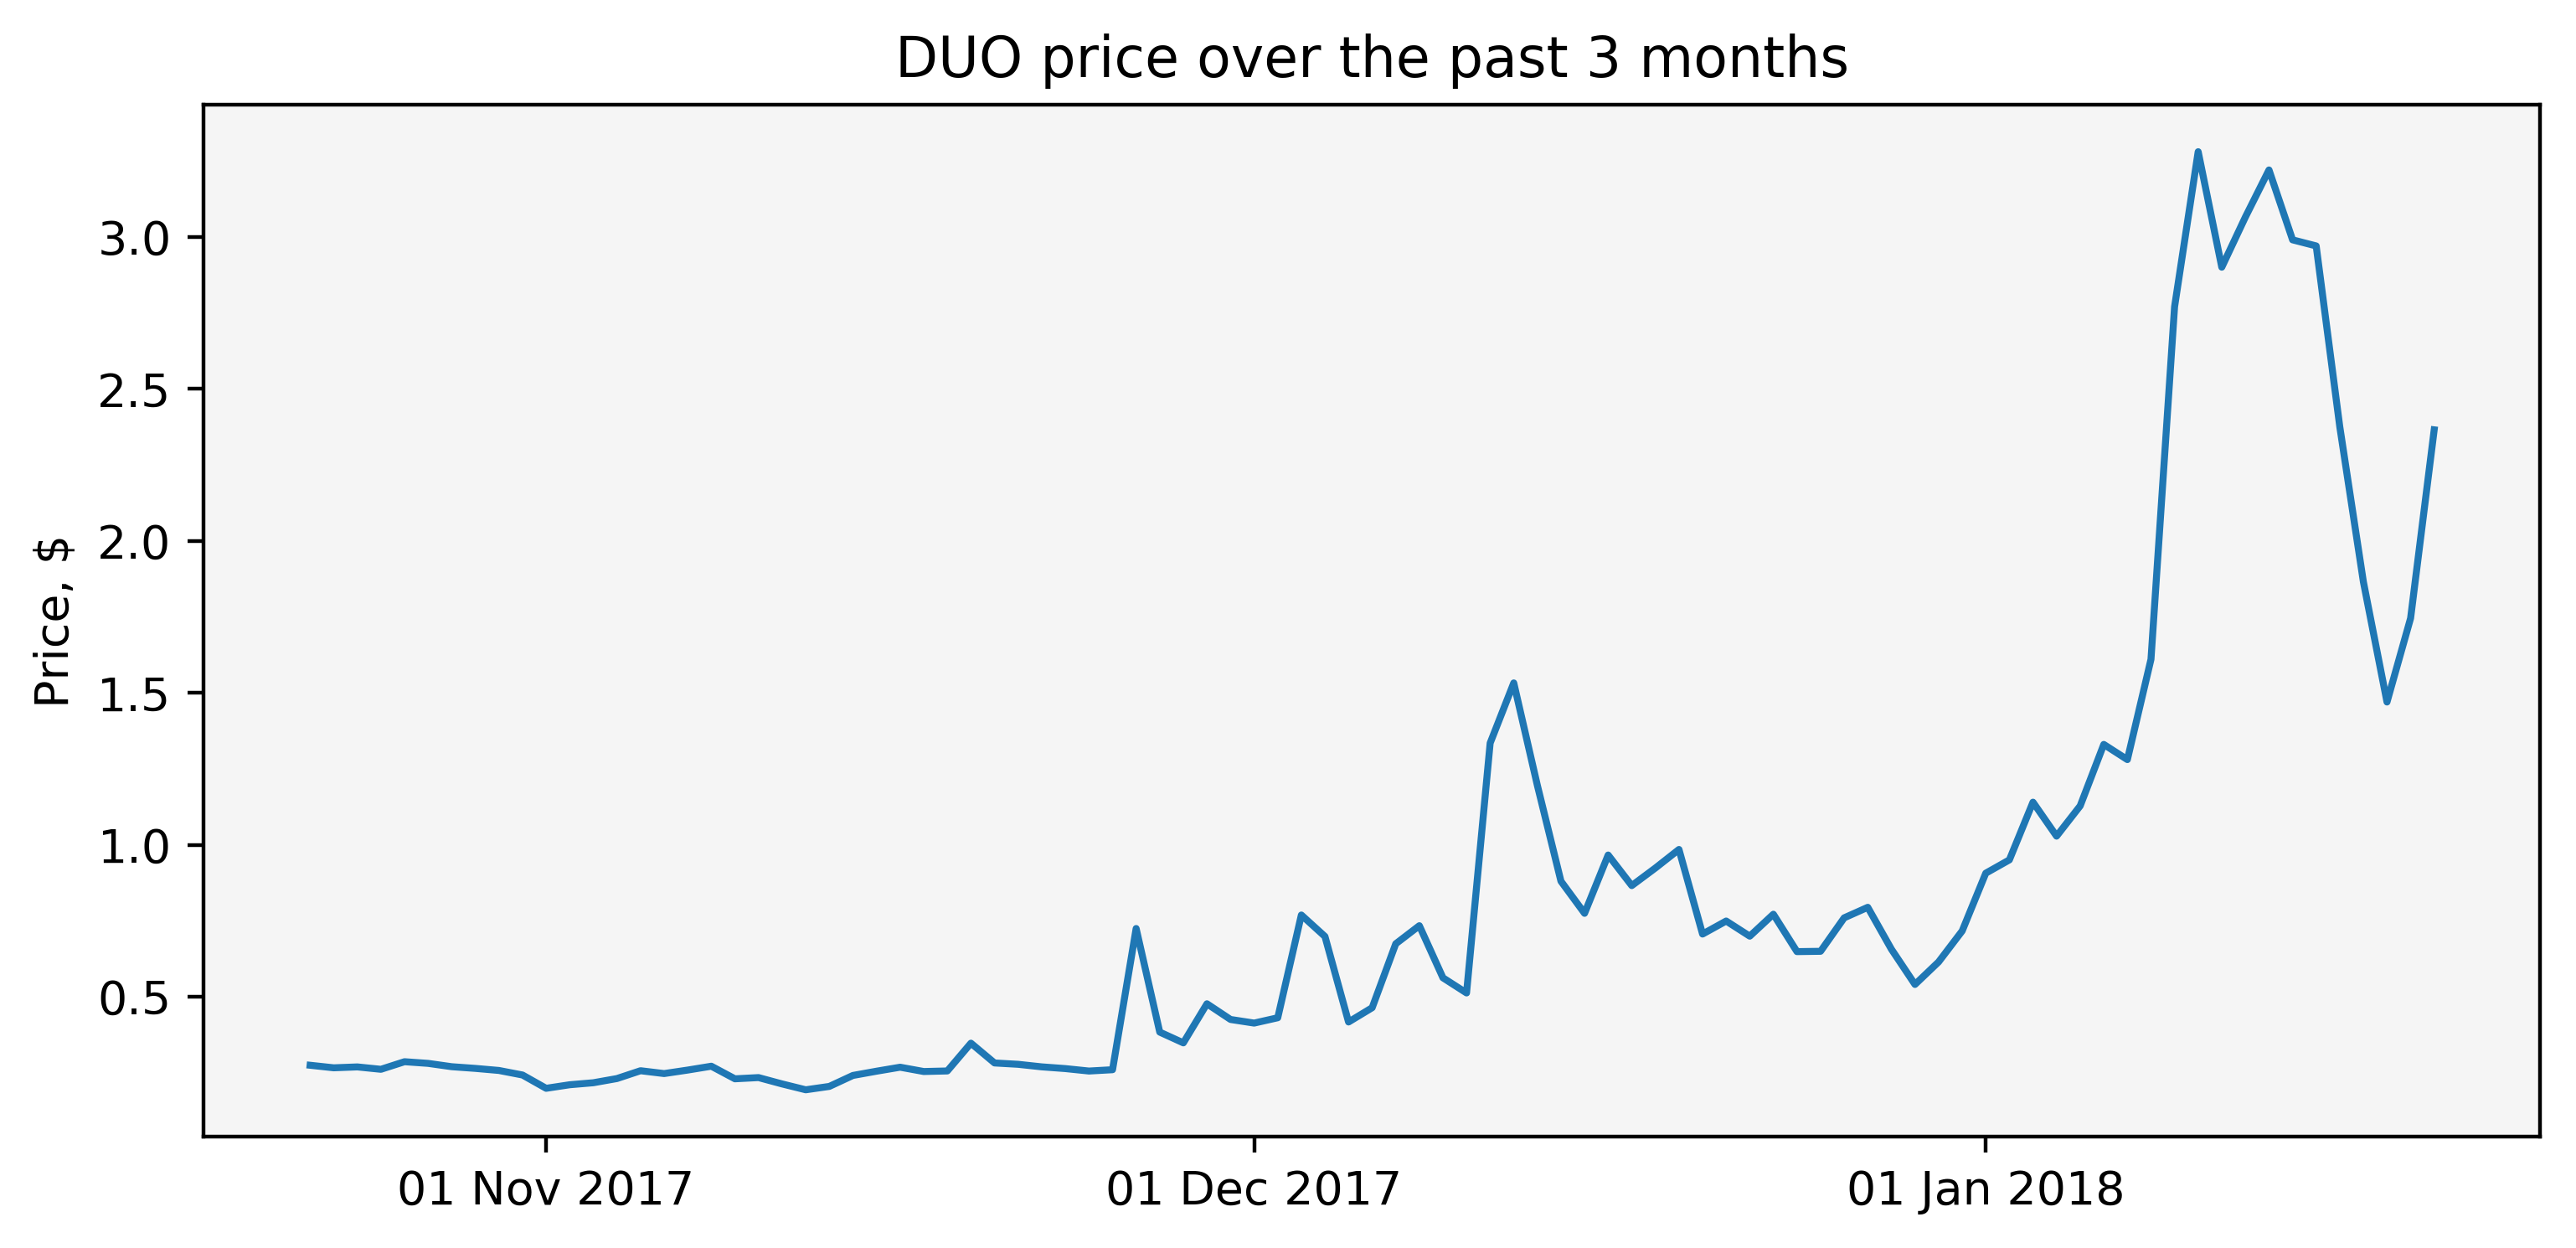 DUO price over the past 3 months
Price, $
3.0
2.5
2.0
1.5
1.0
0.5
01 Nov 2017
01 Dec 2017
01 Jan 2018